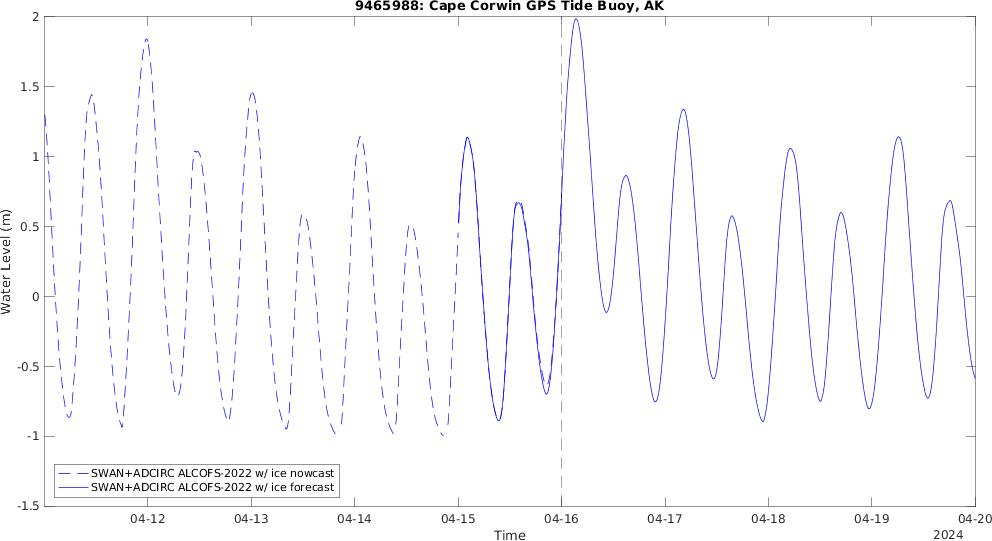 9465988: Cape Corwin GPS Tide Buoy, AK
Water Level (m)
2
1.5
1
0.5
0
-0.5
-1
-1.5
SWAN+ADCIRC ALCOFS-2022 w/ ice nowcast
SWAN+ADCIRC ALCOFS-2022 w/ ice forecast
04-12 04-13 04-14 04-15 04-16 04-17 04-18 04-19 04-20
Time
2024